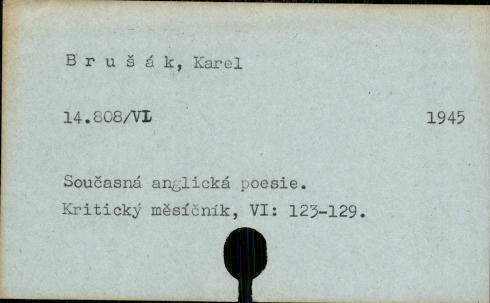 B r u š á k, Karel
14.808/VI 1945
Současná anglická poesie.
Kritický měsíčník, VI: 123-129.